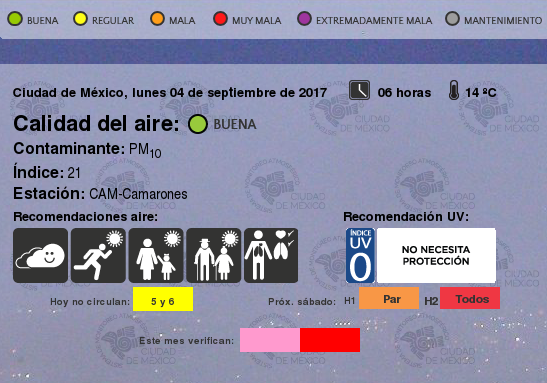 BUENA REGULAR MALA MUY MALA EXTREMADAMENTE MALA MANTENIMIENTO
Ciudad de México, lunes 04 de septiembre de 2017 06 horas 14 ºC
Calidad del aire: BUENA
Contaminante: PM10
Índice: 21
Estación: CAM-Camarones
Recomendaciones aire: Recomendación UV:
ÍNDICE
UV
0
NO NECESITA
PROTECCIÓN
Hoy no circulan: 5 y 6 Próx. sábado: H1 Par H2 Todos
Este mes verifican:
CIUDAD
DE MÉXICO